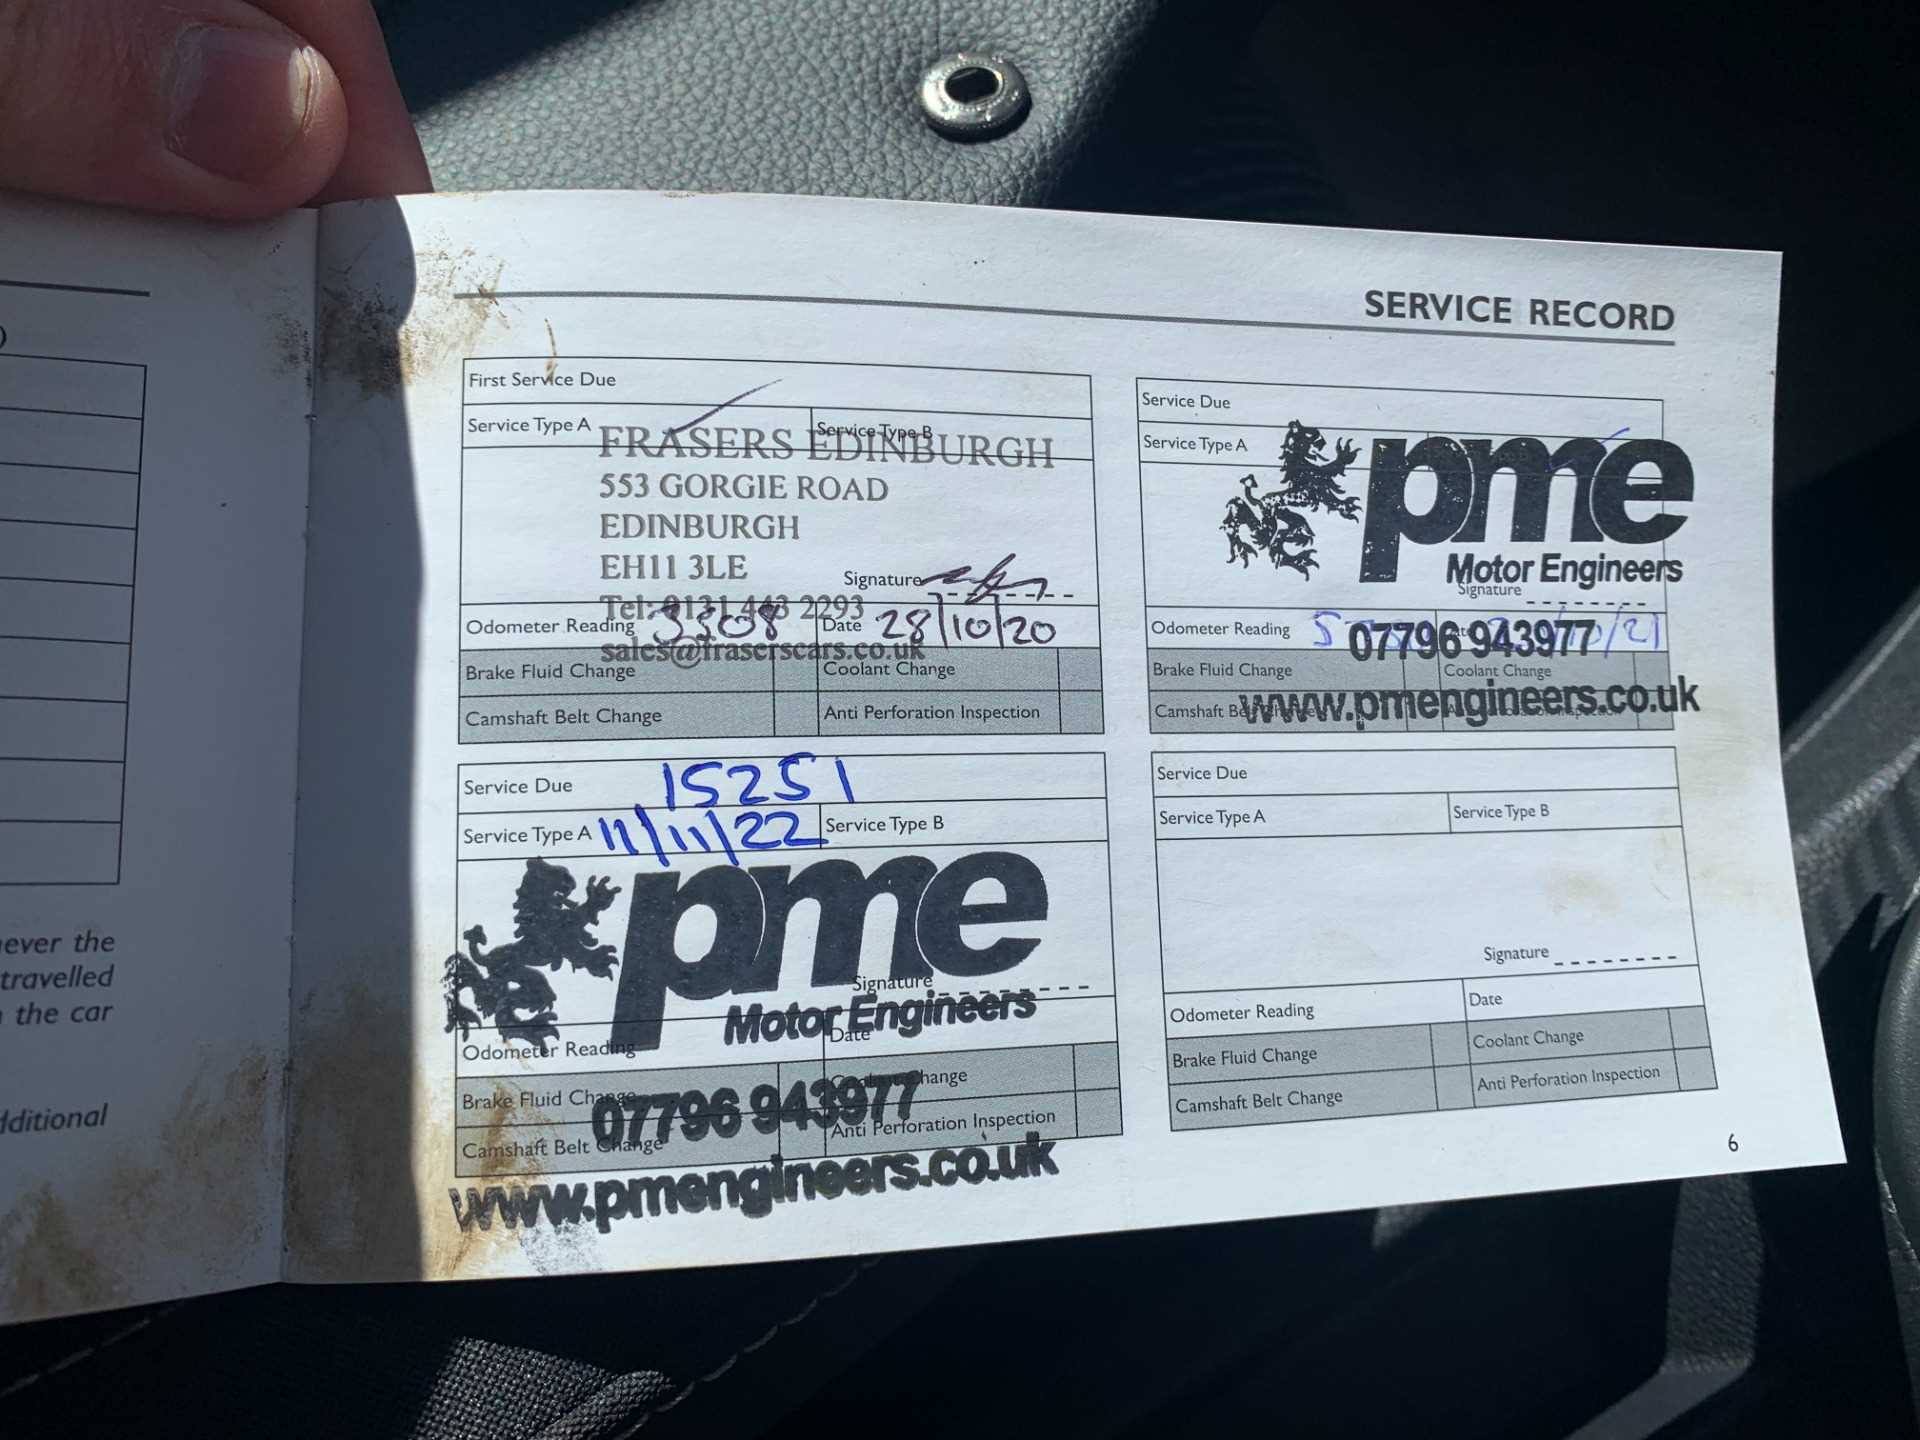 )
ever the
travelled
the car
dditional
SERVICE RECORD
First Service Due
Service Type A
Service Type B
FRASERS EDINBURGH
553 GORGIE ROAD
EDINBURGH
EH11 3LE
Tel: 0131 443 2293
sales@fraserscars.co.uk
Signature
Odometer Reading 3508
Date 28/10/20
Brake Fluid Change
Coolant Change
Camshaft Belt Change
Anti Perforation Inspection
Service Due
Service Type A
pme
Motor Engineers
Signature
Odometer Reading
07796 943977
Brake Fluid Change
Coolant Change
www.pmengineers.co.uk
Service Due 15251
Service Type A 11/11/22
Service Type B
pme
Signature
Motor Engineers
Odometer Reading
Date
Brake Fluid Change
Coolant Change
07796 943977
Camshaft Belt Change
Anti Perforation Inspection
www.pmengineers.co.uk
Service Due
Service Type A
Service Type B
Signature
Odometer Reading
Date
Brake Fluid Change
Coolant Change
Camshaft Belt Change
Anti Perforation Inspection
6